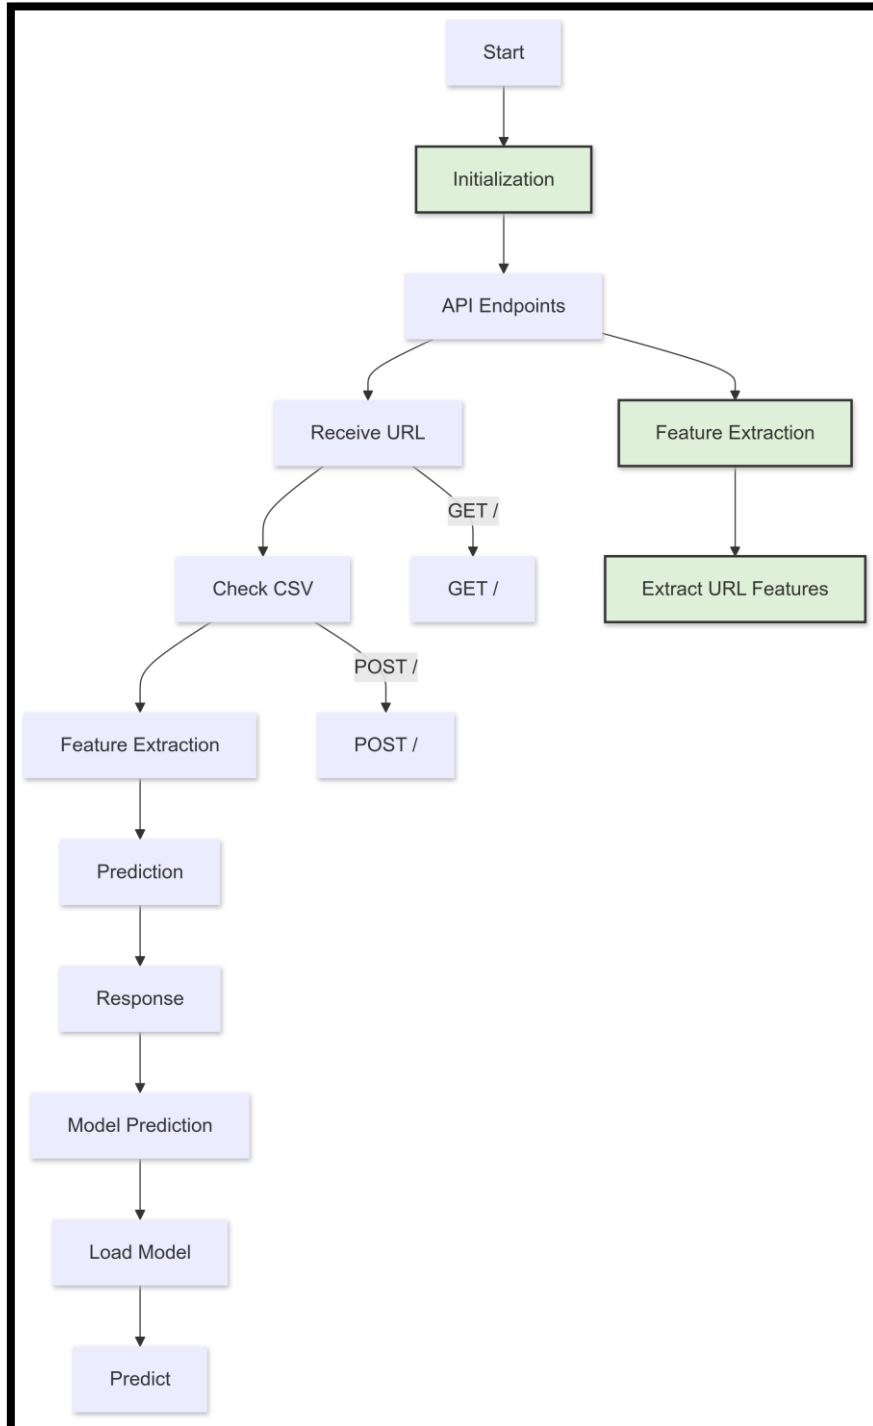 Start
Initialization
API Endpoints
Receive URL
Feature Extraction
GET /
Check CSV
GET /
Extract URL Features
POST /
Feature Extraction
POST /
Prediction
Response
Model Prediction
Load Model
Predict